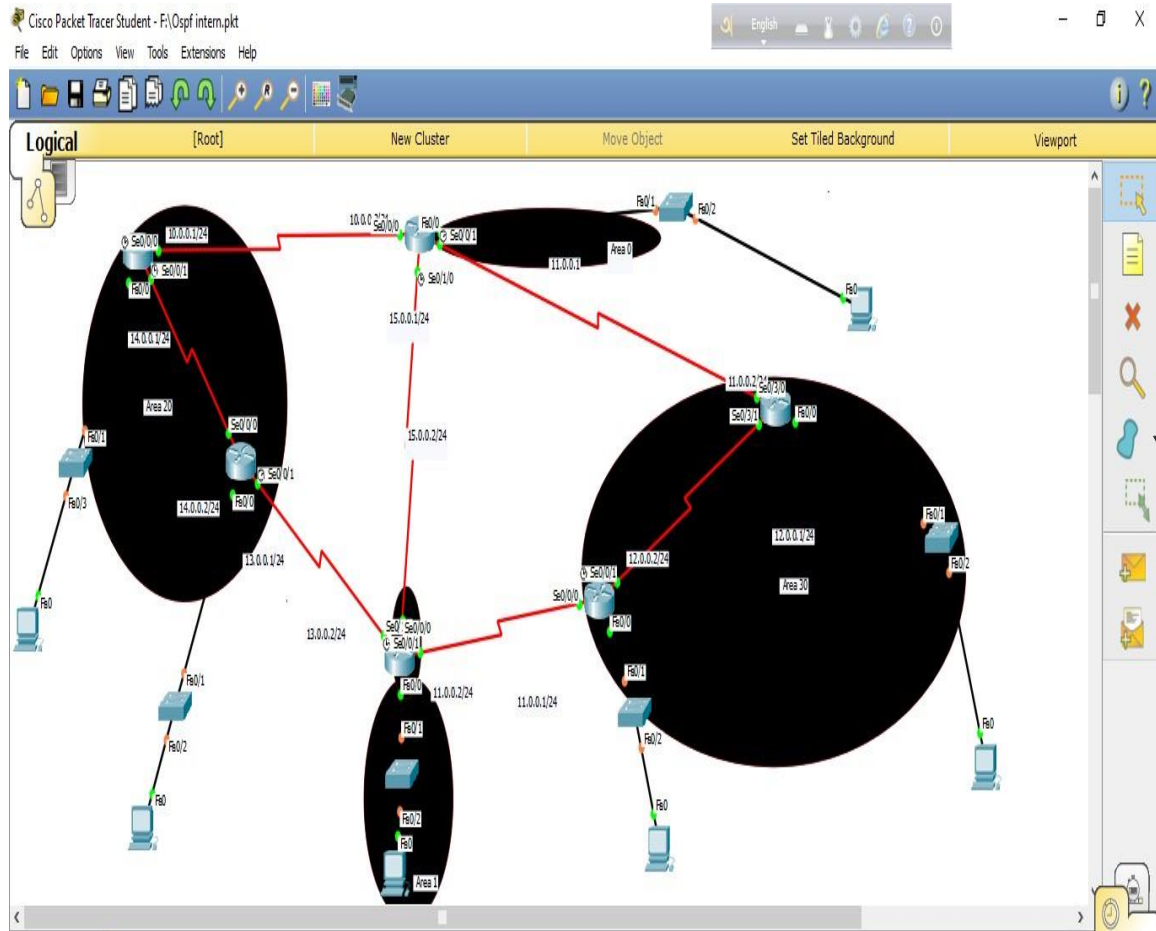 Cisco Packet Tracer Student - F:\Ospf intern.pkt
English
File Edit Options View Tools Extensions Help
Logical
[Root] New Cluster Move Object Set Tiled Background Viewport
Fa0/1
Fa0/2
Fa0/0
Se0/0/0
Se0/0/1
10.0.0.1/24
Se0/0/0
Area 0
11.0.0.1
Se0/0/1
Fa0/0
Se0/1/0
Fa0
15.0.0.1/24
14.0.0.1/24
11.0.0.2/24
Se0/3/0
Area 20
Se0/3/1
Fa0/0
Se0/0/0
15.0.0.2/24
Fa0/1
Se0/0/1
Fa0/3
Fa0/0
14.0.0.2/24
Fa0/1
12.0.0.1/24
13.0.0.1/24
12.0.0.2/24
Fa0/2
Se0/0/1
Area 30
Se0/0/0
Fa0
Fa0/0
13.0.0.2/24
Se0/0/0
Se0/0/1
Fa0/1
Fa0/0
11.0.0.2/24
11.0.0.1/24
Fa0/1
Fa0/1
Fa0/2
Fa0
Fa0/2
Fa0
Fa0/2
Fa0
Fa0
Area 1